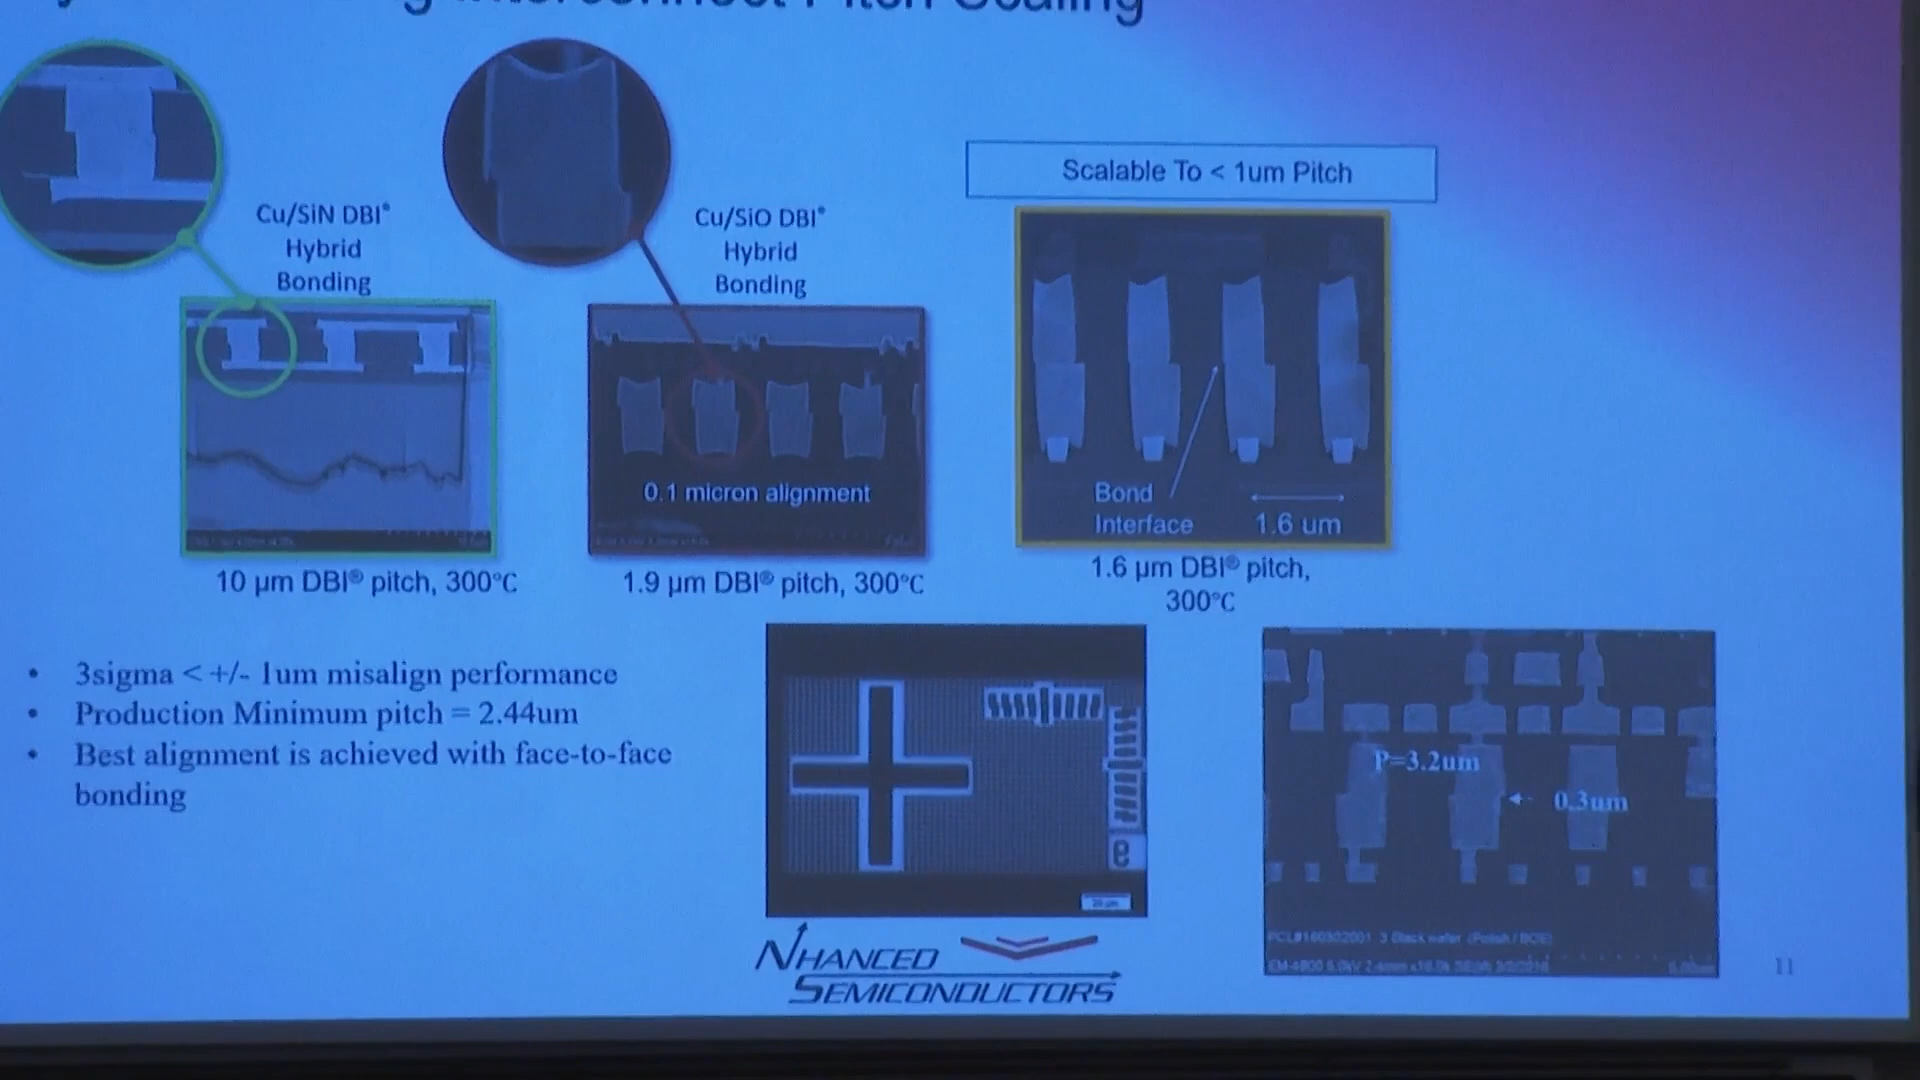 Interconnect Pitch Scaling
Cu/SiN DBI®
Hybrid
Bonding
Cu/SiO DBI®
Hybrid
Bonding
Scalable To < 1um Pitch
0.1 micron alignment
Bond
Interface
1.6 um
10 µm DBI® pitch, 300°C
1.9 µm DBI® pitch, 300°C
1.6 µm DBI® pitch,
300°C
• 3sigma < +/- 1um misalign performance
• Production Minimum pitch = 2.44um
• Best alignment is achieved with face-to-face
bonding
e
P=3.2um
0.3um
NHANCED
SEMICONDUCTORS
11